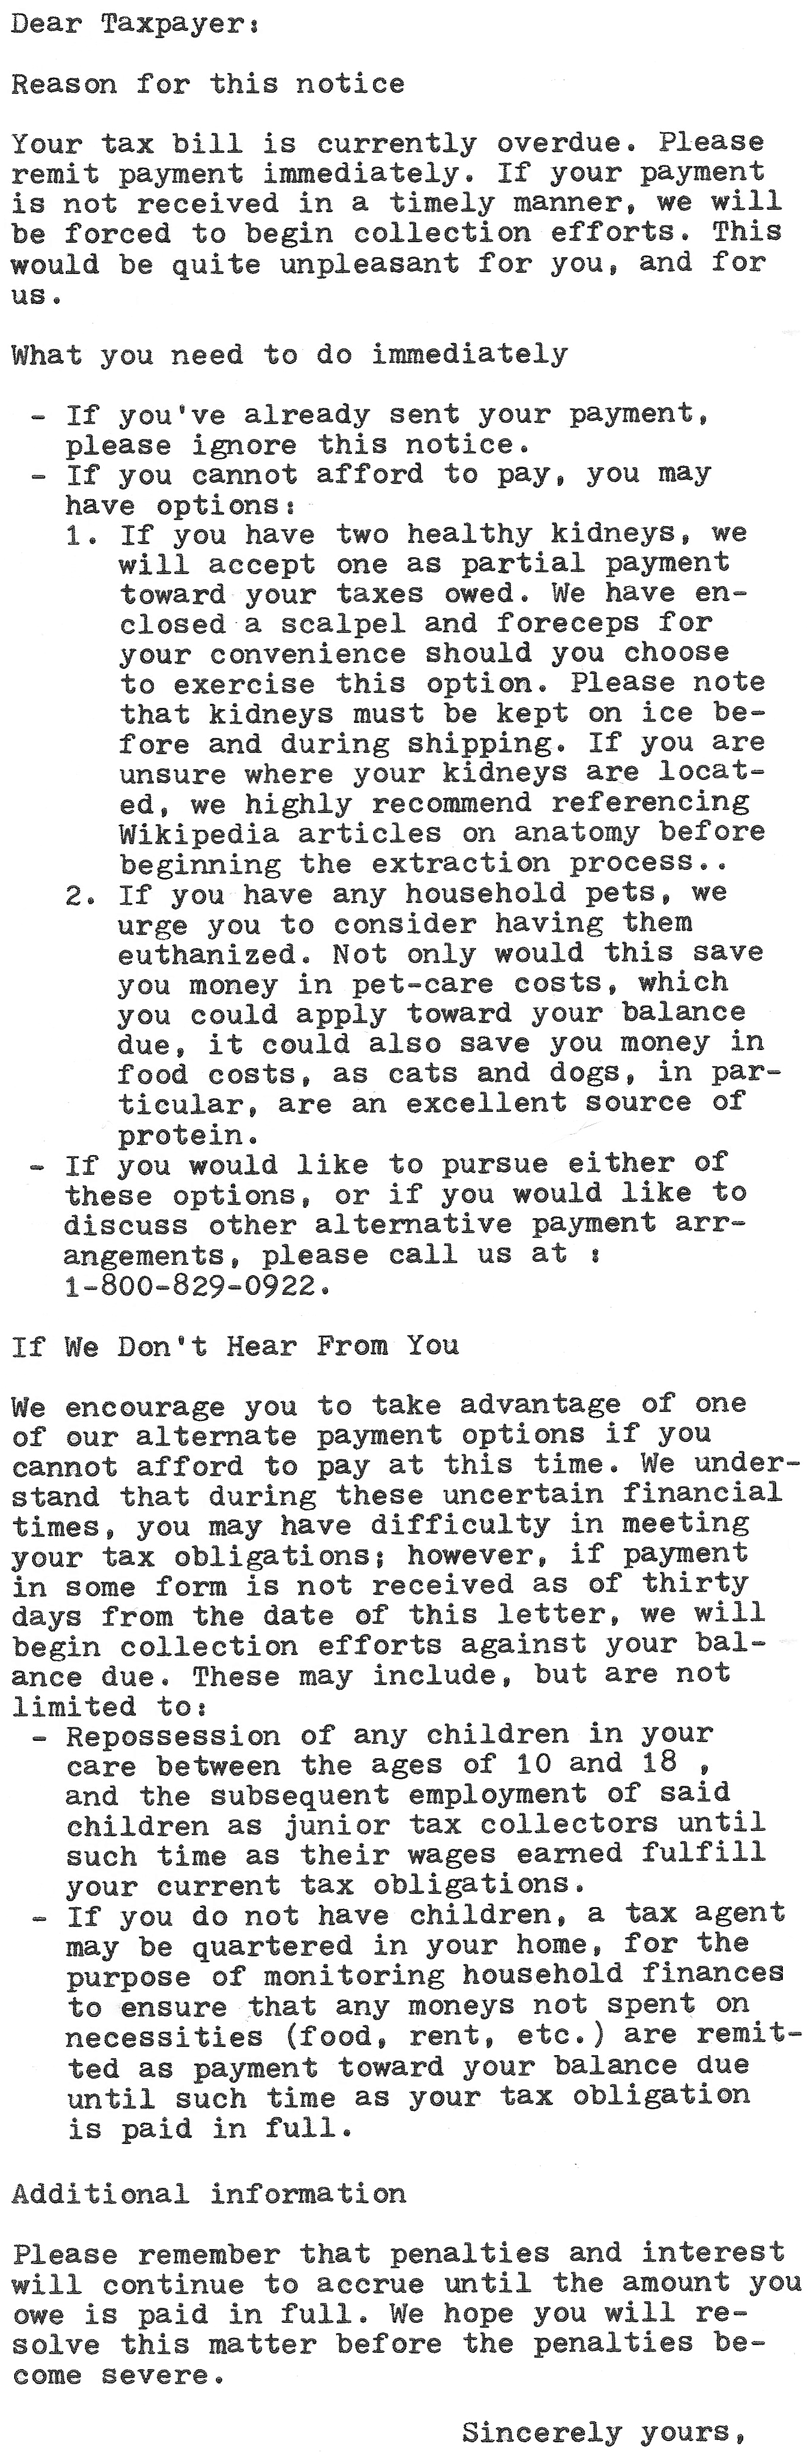 Dear Taxpayer:
Reason for this notice
Your tax bill is currently overdue. Please
remit payment immediately. If your payment
is not received in a timely manner, we will
be forced to begin collection efforts. This
would be quite unpleasant for you, and for
us.
What you need to do immediately
- If you've already sent your payment,
please ignore this notice.
- If you cannot afford to pay, you may
have options:
1. If you have two healthy kidneys, we
will accept one as partial payment
toward your taxes owed. We have en-
closed a scalpel and foreceps for
your convenience should you choose
to exercise this option. Please note
that kidneys must be kept on ice be-
fore and during shipping. If you are
unsure where your kidneys are locat-
ed, we highly recommend referencing
Wikipedia articles on anatomy before
beginning the extraction process..
2. If you have any household pets, we
urge you to consider having them
euthanized. Not only would this save
you money in pet-care costs, which
you could apply toward your balance
due, it could also save you money in
food costs, as cats and dogs, in par-
ticular, are an excellent source of
protein.
- If you would like to pursue either of
these options, or if you would like to
discuss other alternative payment arr-
angements, please call us at :
1-800-829-0922.
If We Don't Hear From You
We encourage you to take advantage of one
of our alternate payment options if you
cannot afford to pay at this time. We under-
stand that during these uncertain financial
times, you may have difficulty in meeting
your tax obligations; however, if payment
in some form is not received as of thirty
days from the date of this letter, we will
begin collection efforts against your bal-
ance due. These may include, but are not
limited to:
- Repossession of any children in your
care between the ages of 10 and 18 ,
and the subsequent employment of said
children as junior tax collectors until
such time as their wages earned fulfill
your current tax obligations.
- If you do not have children, a tax agent
may be quartered in your home, for the
purpose of monitoring household finances
to ensure that any moneys not spent on
necessities (food, rent, etc.) are remit-
ted as payment toward your balance due
until such time as your tax obligation
is paid in full.
Additional information
Please remember that penalties and interest
will continue to accrue until the amount you
owe is paid in full. We hope you will re-
solve this matter before the penalties be-
come severe.
Sincerely yours,